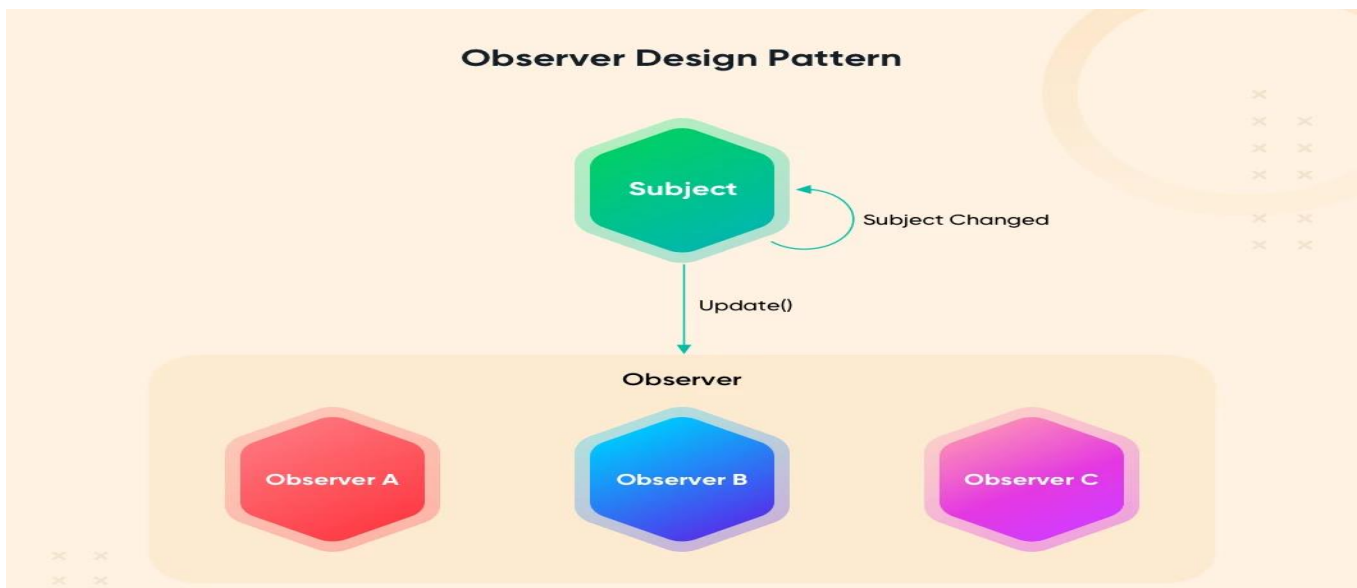 Observer Design Pattern
Subject
Subject Changed
Update()
Observer
Observer A
Observer B
Observer C